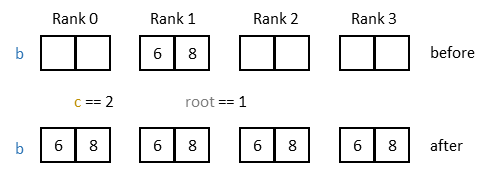 Rank 0 Rank 1 Rank 2 Rank 3
b 6 8 before
c == 2 root == 1
b 6 8 6 8 6 8 6 8 after